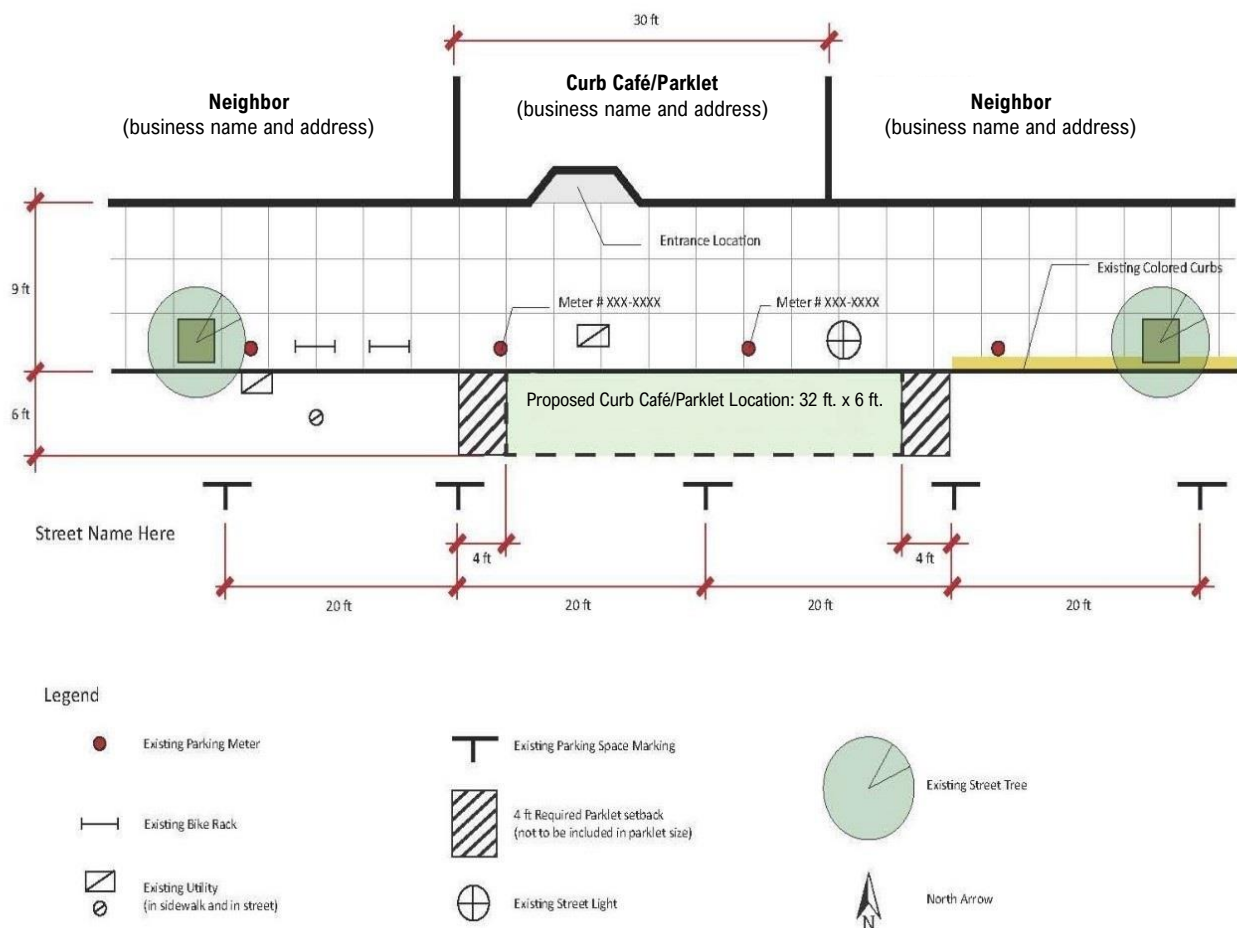 30 ft
Neighbor
(business name and address)
Curb Café/Parklet
(business name and address)
Neighbor
(business name and address)
Entrance Location
Existing Colored Curbs
9 ft
Meter # XXX-XXXX
Meter # XXX-XXXX
6 ft
Proposed Curb Café/Parklet Location: 32 ft. x 6 ft.
Street Name Here
4 ft
4 ft
20 ft
20 ft
20 ft
20 ft
Legend
Existing Parking Meter
Existing Bike Rack
Existing Utility
(in sidewalk and in street)
Existing Parking Space Marking
4 ft Required Parklet setback
(not to be included in parklet size)
Existing Street Light
Existing Street Tree
N
North Arrow